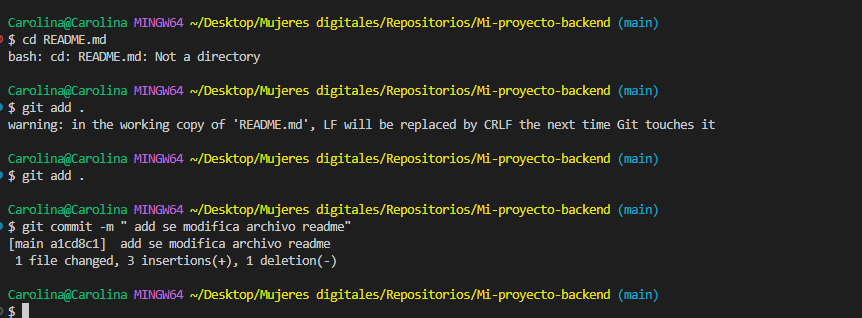 Carolina@Carolina MINGW64 ~/Desktop/Mujeres digitales/Repositorios/Mi-proyecto-backend (main)
$ cd README.md
bash: cd: README.md: Not a directory
Carolina@Carolina MINGW64 ~/Desktop/Mujeres digitales/Repositorios/Mi-proyecto-backend (main)
$ git add .
warning: in the working copy of 'README.md', LF will be replaced by CRLF the next time Git touches it
Carolina@Carolina MINGW64 ~/Desktop/Mujeres digitales/Repositorios/Mi-proyecto-backend (main)
$ git add .
Carolina@Carolina MINGW64 ~/Desktop/Mujeres digitales/Repositorios/Mi-proyecto-backend (main)
$ git commit -m " add se modifica archivo readme"
[main a1cd8c1]  add se modifica archivo readme
 1 file changed, 3 insertions(+), 1 deletion(-)
Carolina@Carolina MINGW64 ~/Desktop/Mujeres digitales/Repositorios/Mi-proyecto-backend (main)
$